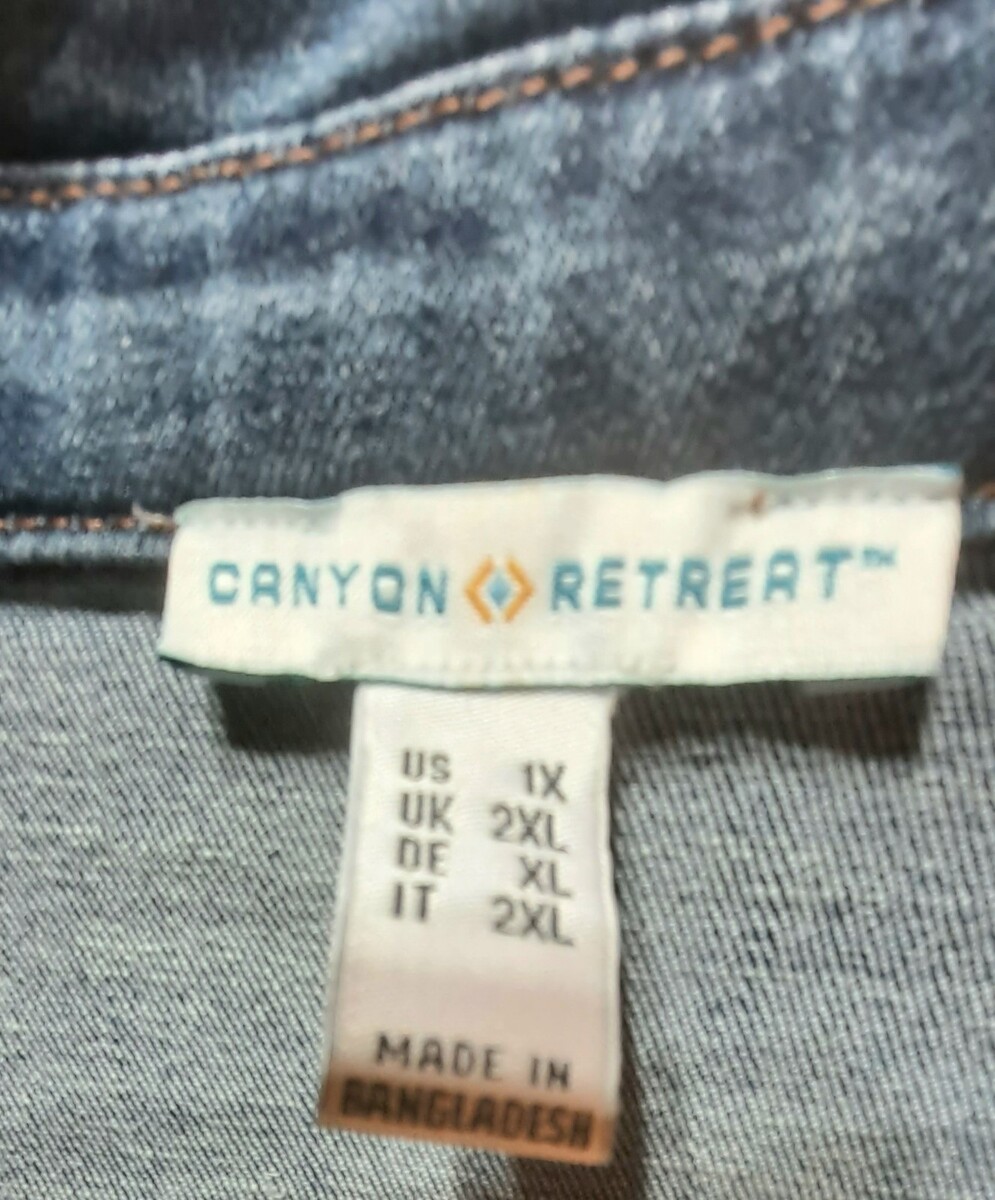 CANYON RETREAT™
US 1X
UK 2XL
DE XL
IT 2XL
MADE IN
BANGLADESH